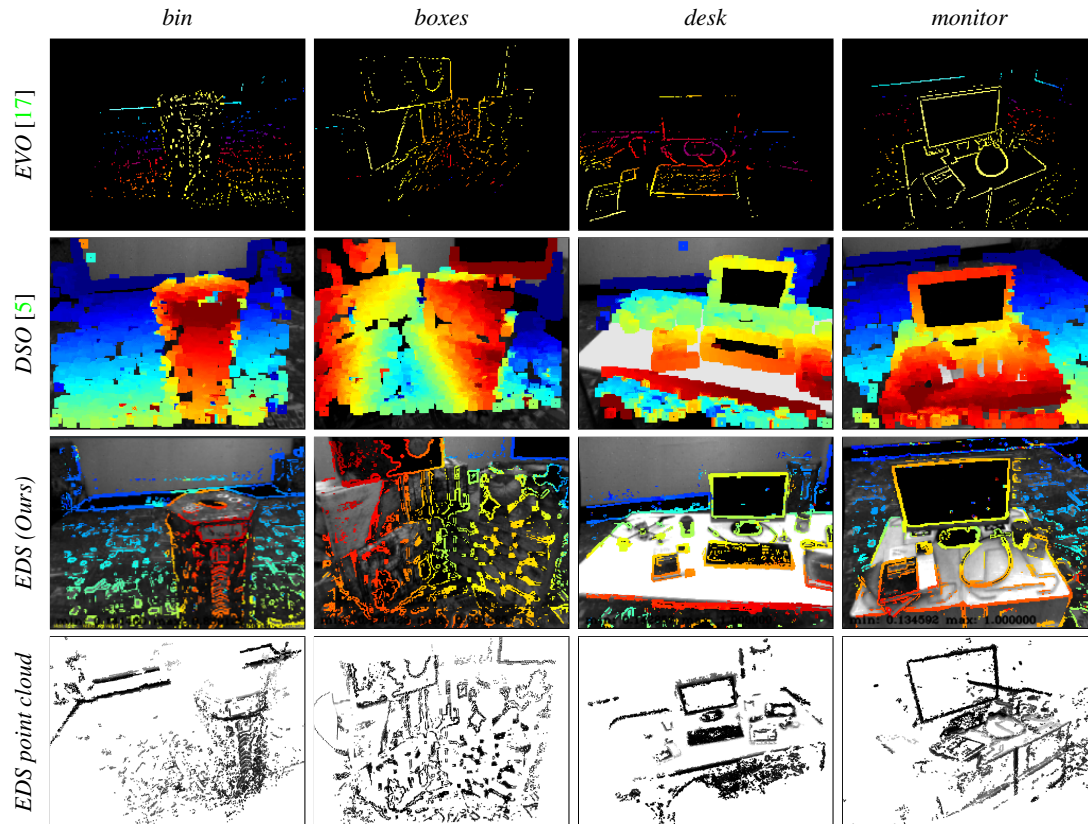 bin boxes desk monitor
EVO [17]
DSO [5]
EDS (Ours)
min: 0.134592 max: 1.000000
EDS point cloud